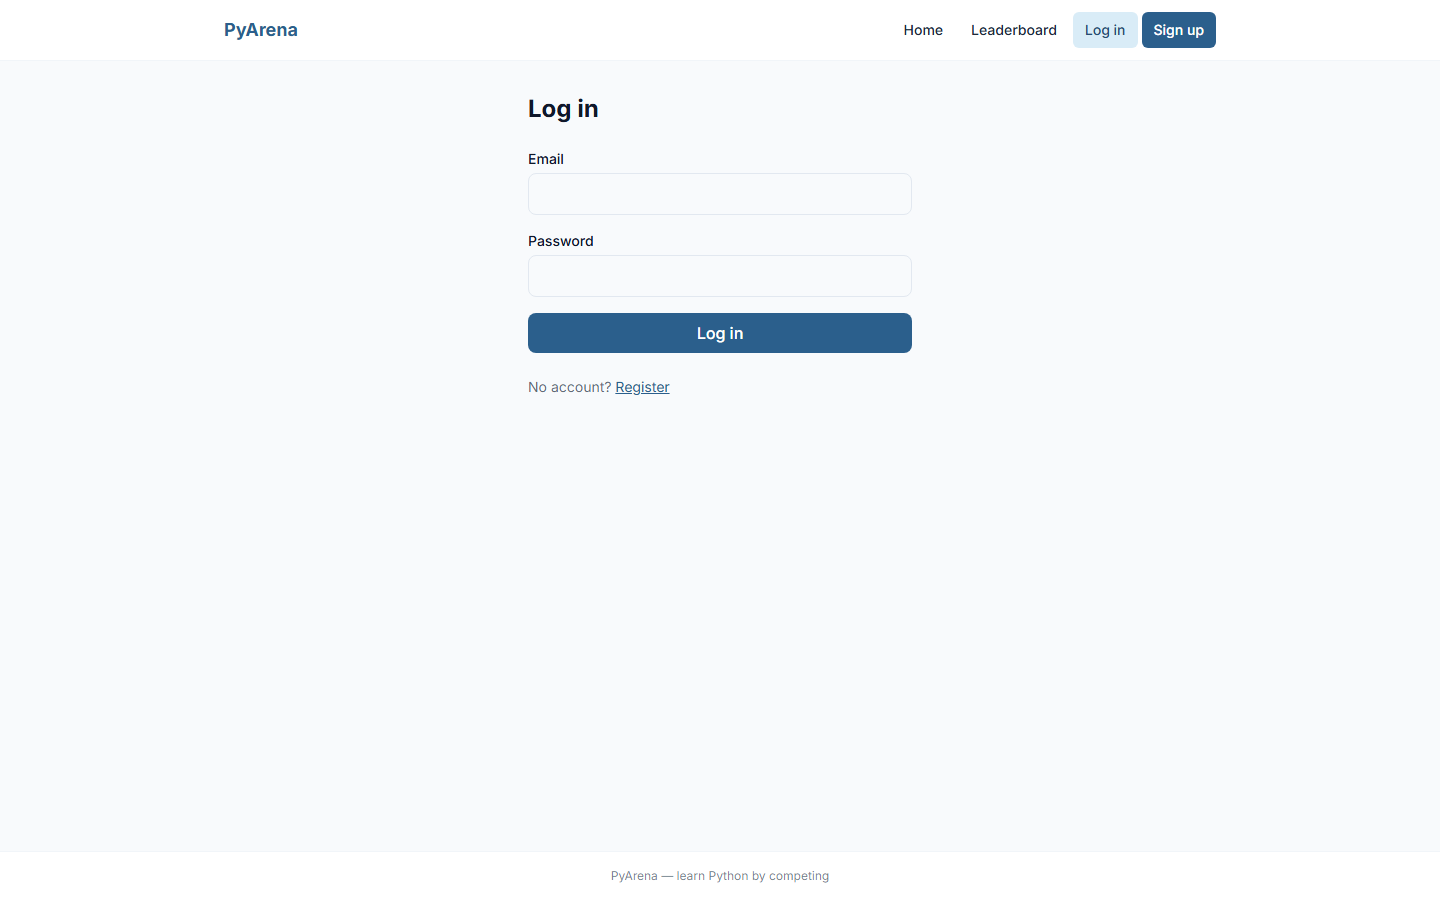 PyArena
Home Leaderboard Log in Sign up
Log in
Email
Password
Log in
No account? Register
PyArena — learn Python by competing